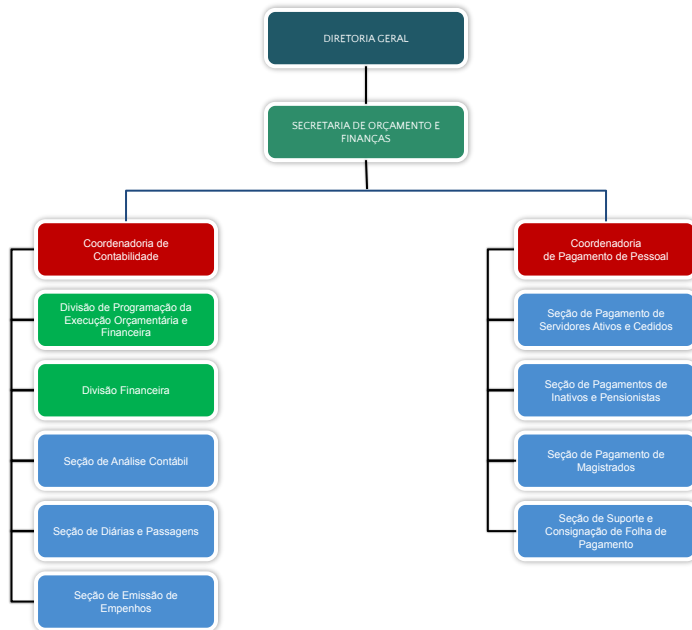 DIRETORIA GERAL
SECRETARIA DE ORÇAMENTO E
FINANÇAS
Coordenadoria de
Contabilidade
Divisão de Programação da
Execução Orçamentária e
Financeira
Divisão Financeira
Seção de Análise Contábil
Seção de Diárias e Passagens
Seção de Emissão de
Empenhos
Coordenadoria
de Pagamento de Pessoal
Seção de Pagamento de
Servidores Ativos e Cedidos
Seção de Pagamentos de
Inativos e Pensionistas
Seção de Pagamento de
Magistrados
Seção de Suporte e
Consignação de Folha de
Pagamento